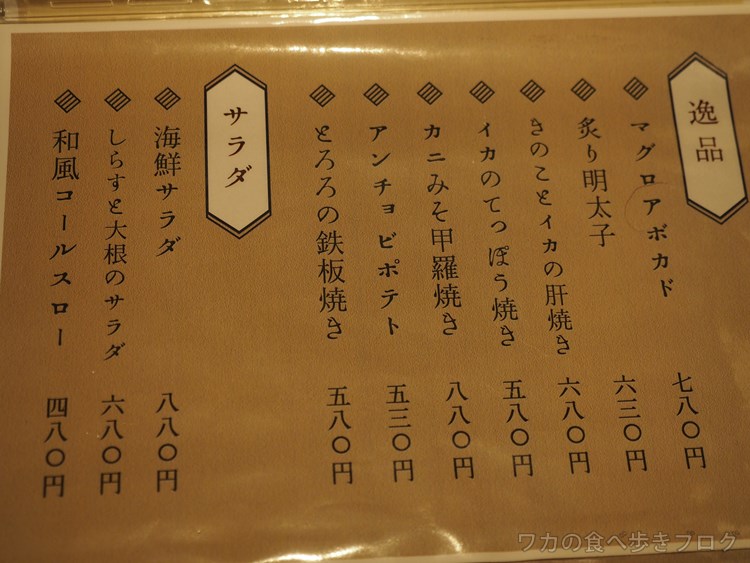 逸品
マグロアボカド 七八〇円
炙り明太子 六三〇円
きのことイカの肝焼き 六八〇円
イカのてっぽう焼き 五八〇円
カニみそ甲羅焼き 八八〇円
アンチョビポテト 五三〇円
とろろの鉄板焼き 五八〇円
サラダ
海鮮サラダ 八八〇円
しらすと大根のサラダ 六八〇円
和風コールスロー 四八〇円
ワカの食べ歩きブログ